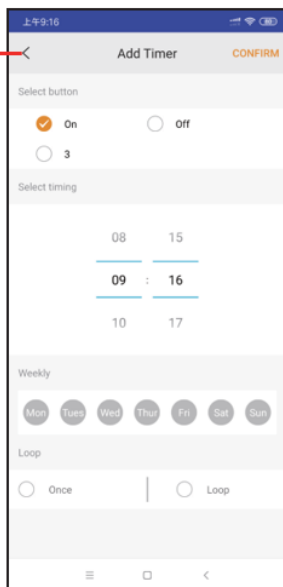 上午9:16
Add Timer CONFIRM
Select button
On Off
3
Select timing
08 15
09 : 16
10 17
Weekly
Mon Tues Wed Thur Fri Sat Sun
Loop
Once Loop